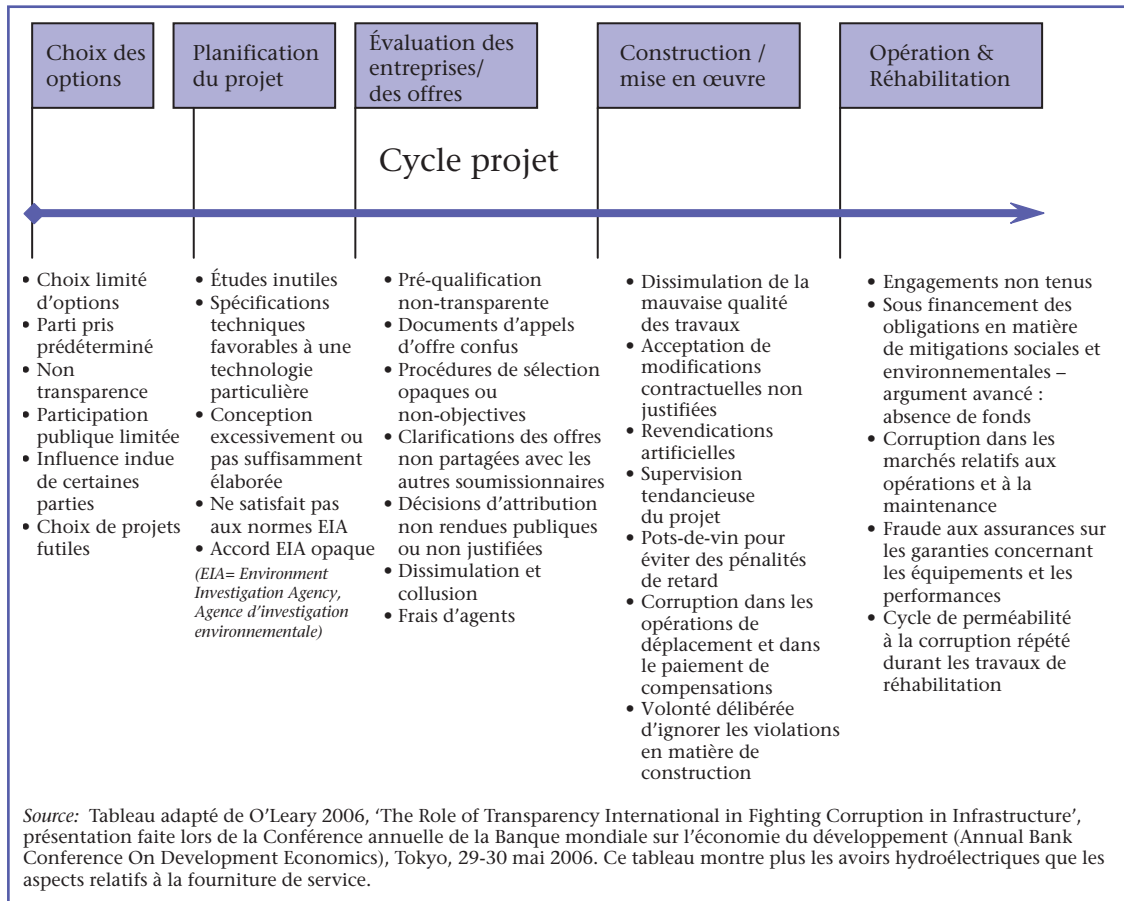 Choix des
options
Planification
du projet
Évaluation des
entreprises/
des offres
Construction /
mise en œuvre
Opération &
Réhabilitation
Cycle projet
• Choix limité
d’options
• Parti pris
prédéterminé
• Non
transparence
• Participation
publique limitée
• Influence indue
de certaines
parties
• Choix de projets
futiles
• Études inutiles
• Spécifications
techniques
favorables à une
technologie
particulière
• Conception
excessivement ou
pas suffisamment
élaborée
• Ne satisfait pas
aux normes EIA
• Accord EIA opaque
(EIA= Environment
Investigation Agency,
Agence d’investigation
environnementale)
• Pré-qualification
non-transparente
• Documents d’appels
d’offre confus
• Procédures de sélection
opaques ou
non-objectives
• Clarifications des offres
non partagées avec les
autres soumissionnaires
• Décisions d’attribution
non rendues publiques
ou non justifiées
• Dissimulation et
collusion
• Frais d’agents
• Dissimulation de la
mauvaise qualité
des travaux
• Acceptation de
modifications
contractuelles non
justifiées
• Revendications
artificielles
• Supervision
tendancieuse
du projet
• Pots-de-vin pour
éviter des pénalités
de retard
• Corruption dans les
opérations de
déplacement et dans
le paiement de
compensations
• Volonté délibérée
d’ignorer les violations
en matière de
construction
• Engagements non tenus
• Sous financement des
obligations en matière
de mitigations sociales et
environnementales –
argument avancé :
absence de fonds
• Corruption dans les
marchés relatifs aux
opérations et à la
maintenance
• Fraude aux assurances sur
les garanties concernant
les équipements et les
performances
• Cycle de perméabilité
à la corruption répété
durant les travaux de
réhabilitation
Source: Tableau adapté de O’Leary 2006, ‘The Role of Transparency International in Fighting Corruption in Infrastructure’,
présentation faite lors de la Conférence annuelle de la Banque mondiale sur l’économie du développement (Annual Bank
Conference On Development Economics), Tokyo, 29-30 mai 2006. Ce tableau montre plus les avoirs hydroélectriques que les
aspects relatifs à la fourniture de service.